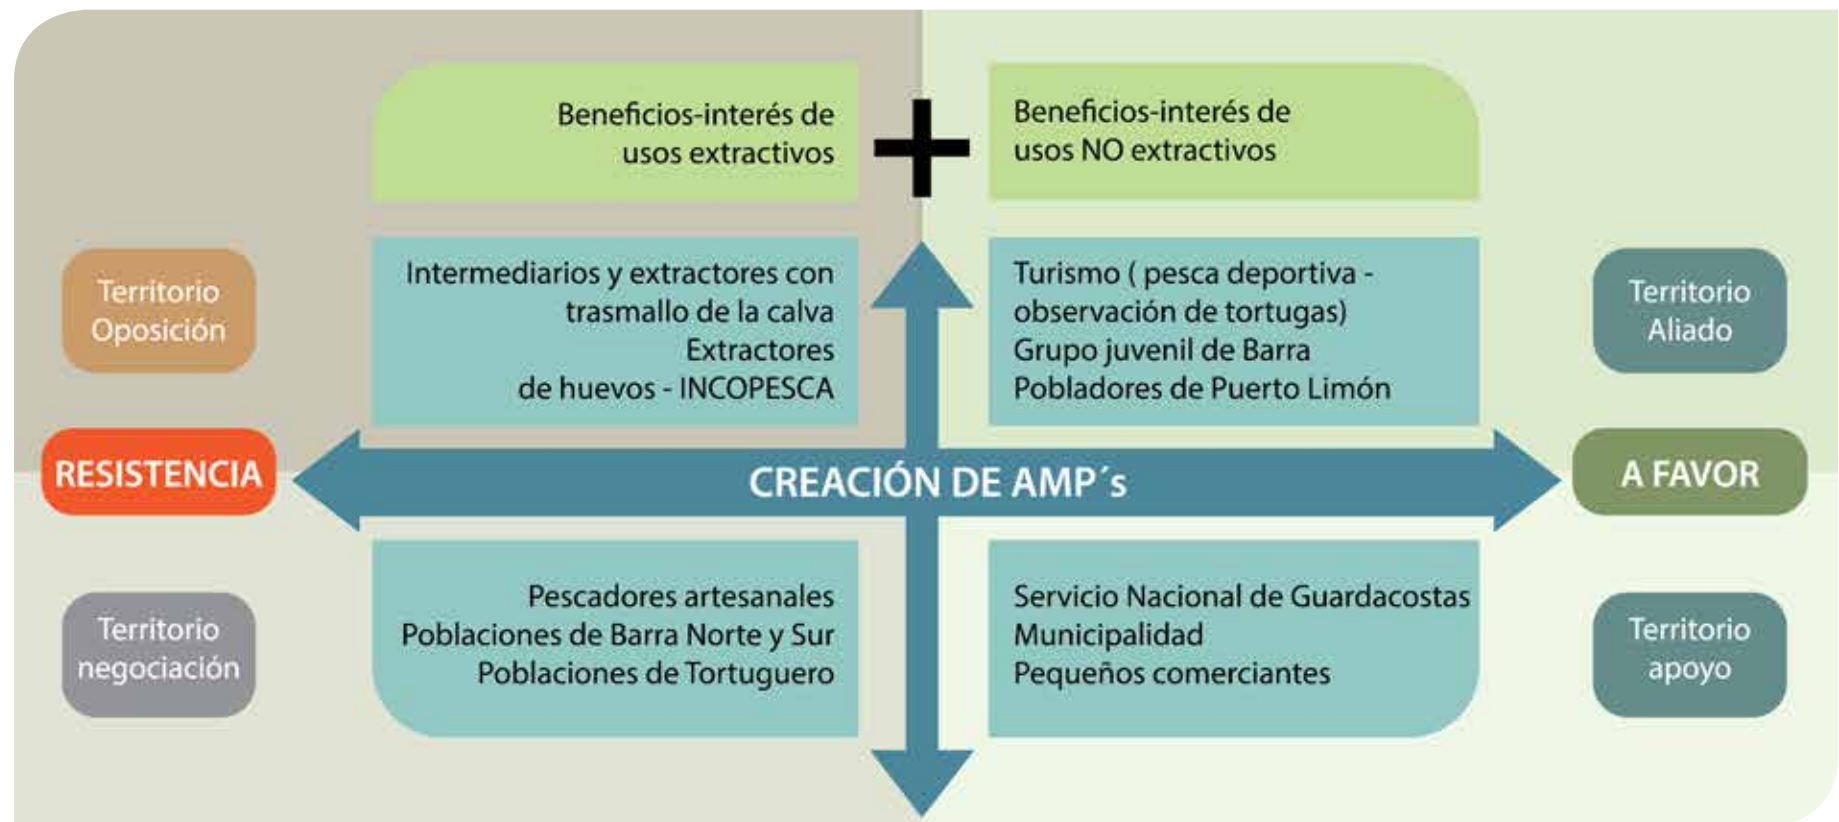 Beneficios-interés de
usos extractivos
+
Beneficios-interés de
usos NO extractivos
Territorio
Oposición
Intermediarios y extractores con
trasmallo de la calva
Extractores
de huevos - INCOPESCA
Turismo ( pesca deportiva -
observación de tortugas)
Grupo juvenil de Barra
Pobladores de Puerto Limón
Territorio
Aliado
RESISTENCIA
CREACIÓN DE AMP´s
A FAVOR
Territorio
negociación
Pescadores artesanales
Poblaciones de Barra Norte y Sur
Poblaciones de Tortuguero
Servicio Nacional de Guardacostas
Municipalidad
Pequeños comerciantes
Territorio
apoyo